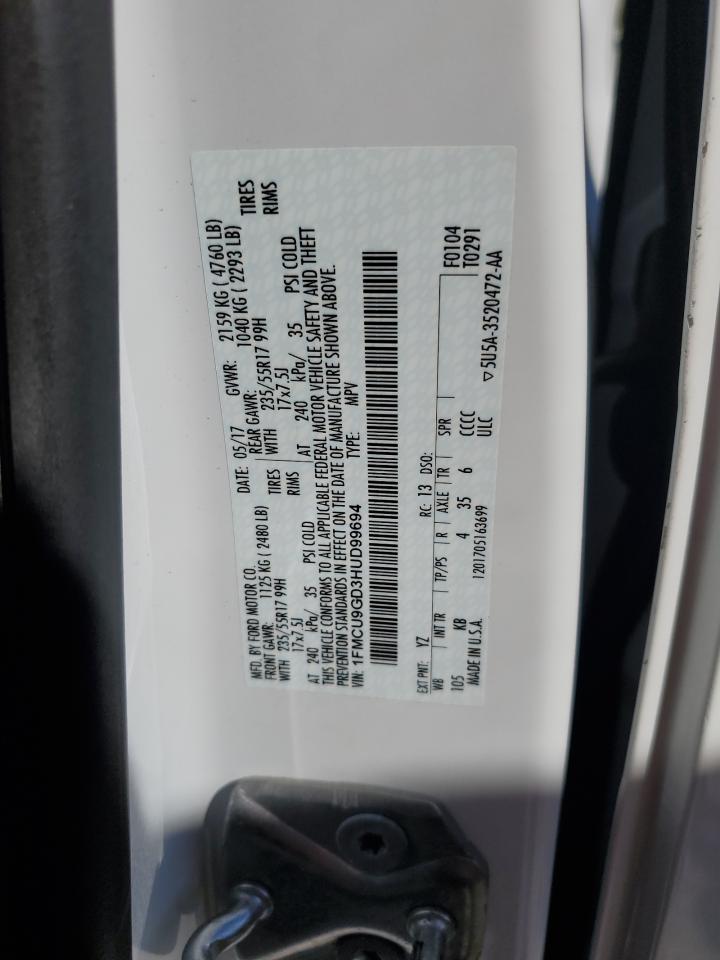 MFD. BY FORD MOTOR CO. DATE: 05/17 GVWR: 2159 KG ( 4760 LB)
FRONT GAWR: 1125 KG ( 2480 LB) REAR GAWR: 1040 KG ( 2293 LB)
WITH 235/55R17 99H TIRES WITH 235/55R17 99H TIRES
17x7.5J RIMS 17x7.5J RIMS
AT 240 kPa/ 35 PSI COLD AT 240 kPa/ 35 PSI COLD
THIS VEHICLE CONFORMS TO ALL APPLICABLE FEDERAL MOTOR VEHICLE SAFETY AND THEFT
PREVENTION STANDARDS IN EFFECT ON THE DATE OF MANUFACTURE SHOWN ABOVE.
VIN: 1FMCU9GD3HUD99694 TYPE: MPV
EXT PNT: YZ RC: 13 DSO: F0104
WB INT TR TP/PS R AXLE TR SPR T0291
105 KB 4 35 6 CCCC
MADE IN U.S.A. 1201705163699 ULC
▽5U5A-3520472-AA